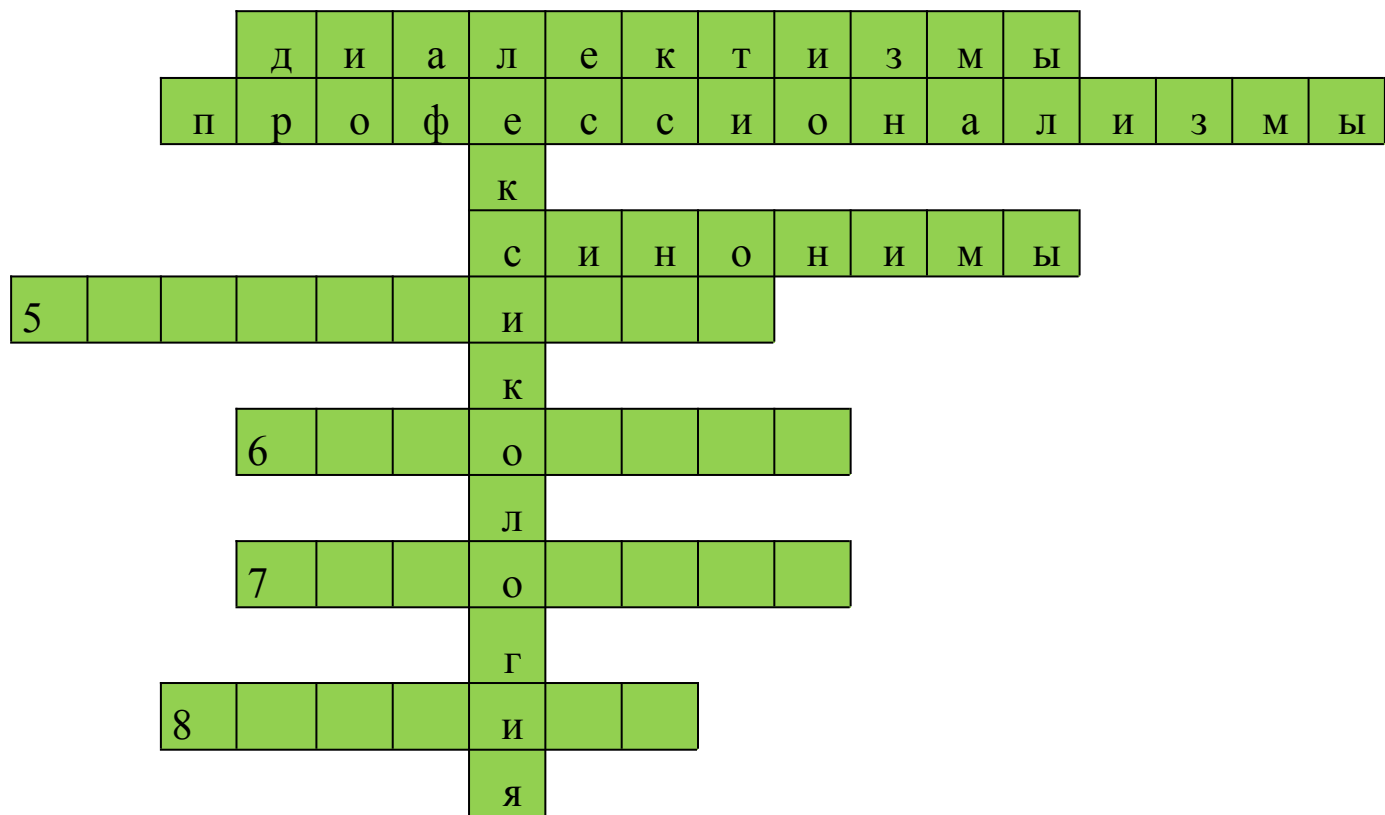 диалектизмы
профессионализмы
к
синонимы
5 и
к
6 о
л
7 о
г
8 и
я